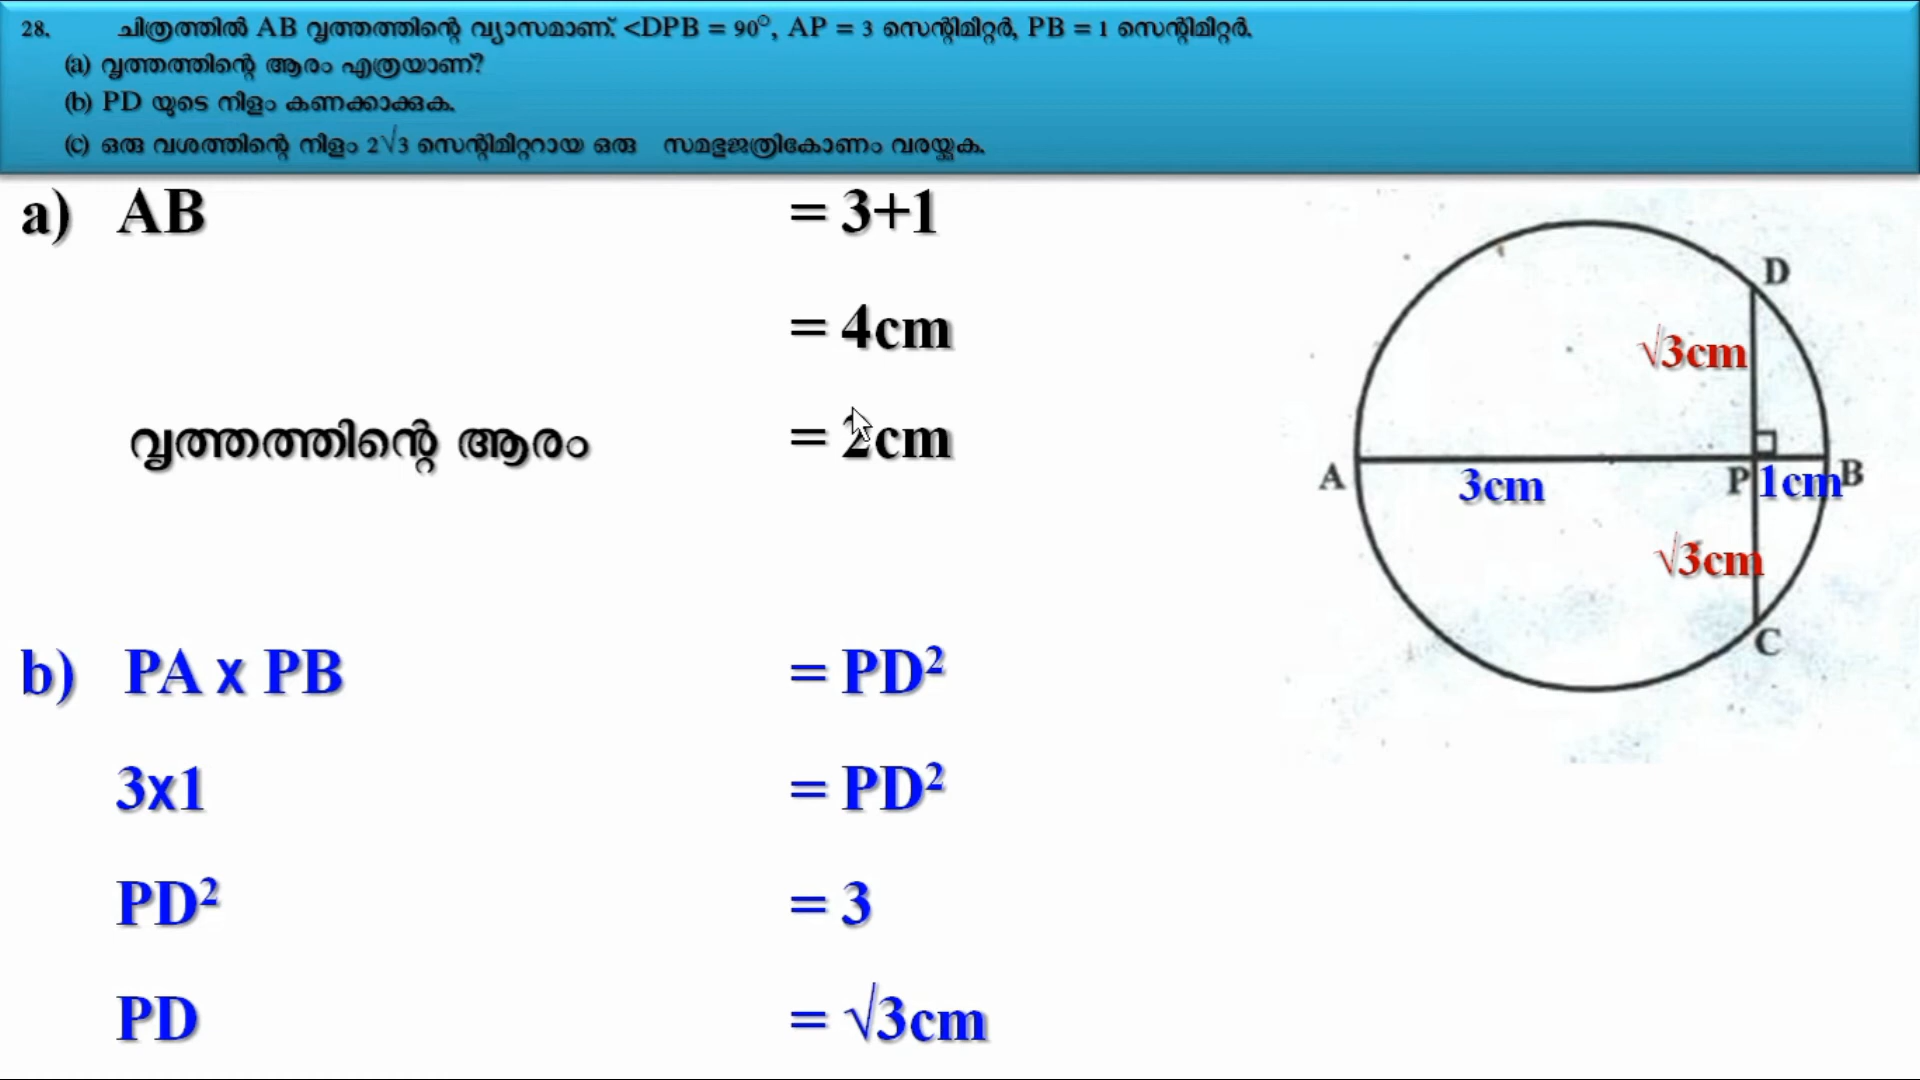 28. ചിത്രത്തിൽ AB വൃത്തത്തിന്റെ വ്യാസമാണ്. <DPB = 90°, AP = 3 സെന്റിമീറ്റർ, PB = 1 സെന്റിമീറ്റർ.
(a) വൃത്തത്തിന്റെ ആരം എത്രയാണ്?
(b) PD യുടെ നീളം കണക്കാക്കുക.
(c) ഒരു വശത്തിന്റെ നീളം 2√3 സെന്റിമീറ്ററായ ഒരു സമഭുജത്രികോണം വരയ്ക്കുക.
a) AB = 3+1
= 4cm
വൃത്തത്തിന്റെ ആരം = 2cm
b) PA x PB = PD²
3x1 = PD²
PD² = 3
PD = √3cm
D
√3cm
A 3cm P 1cm B
√3cm
C